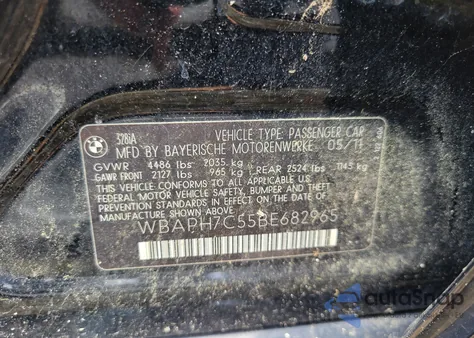 328iA VEHICLE TYPE: PASSENGER CAR
MFD BY BAYERISCHE MOTORENWERKE 05/11
GVWR 4486 lbs 2035 kg
GAWR FRONT 2127 lbs 965 kg REAR 2524 lbs 1145 kg
THIS VEHICLE CONFORMS TO ALL APPLICABLE
FEDERAL MOTOR VEHICLE SAFETY, BUMPER AND THEFT
PREVENTION STANDARDS IN EFFECT ON THE DATE OF
MANUFACTURE SHOWN ABOVE.
WBAPH7C55BE682965
autoSnap